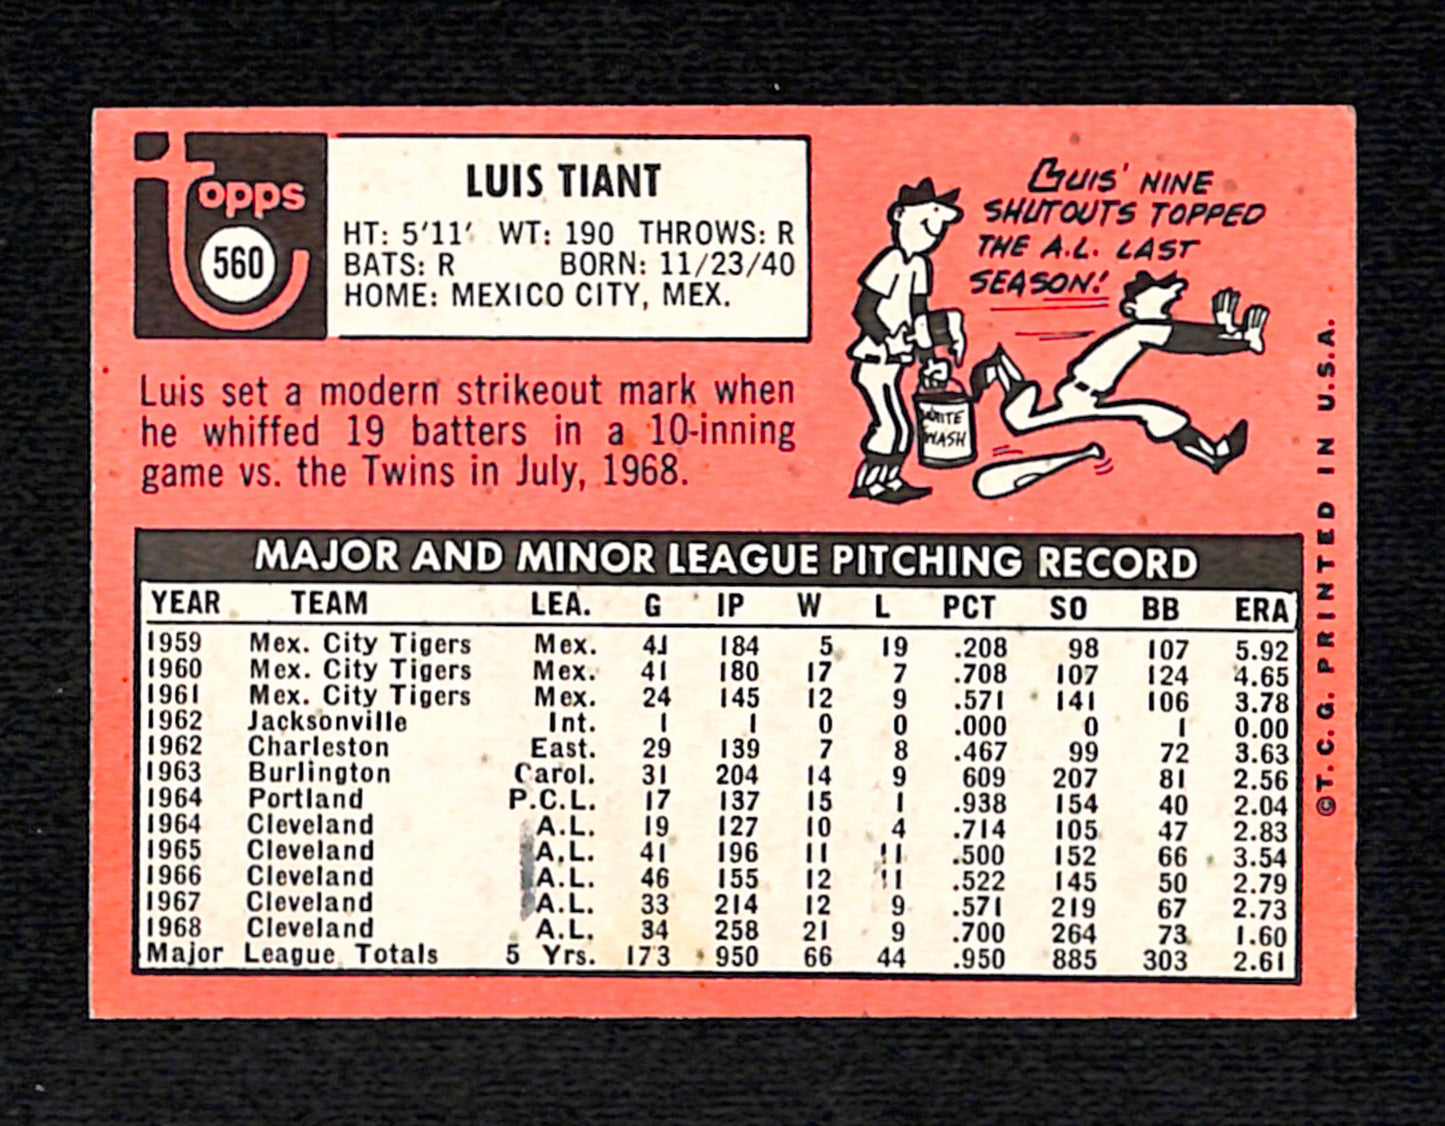 topps
560
LUIS TIANT
HT: 5'11' WT: 190 THROWS: R
BATS: R BORN: 11/23/40
HOME: MEXICO CITY, MEX.
LUIS' NINE
SHUTOUTS TOPPED
THE A.L. LAST
SEASON!
WHITE
WASH
Luis set a modern strikeout mark when
he whiffed 19 batters in a 10-inning
game vs. the Twins in July, 1968.
MAJOR AND MINOR LEAGUE PITCHING RECORD
YEAR TEAM LEA. G IP W L PCT SO BB ERA
1959 Mex. City Tigers Mex. 41 184 5 19 .208 98 107 5.92
1960 Mex. City Tigers Mex. 41 180 17 7 .708 107 124 4.65
1961 Mex. City Tigers Mex. 24 145 12 9 .571 141 106 3.78
1962 Jacksonville Int. 1 1 0 0 .000 0 1 0.00
1962 Charleston East. 29 139 7 8 .467 99 72 3.63
1963 Burlington Carol. 31 204 14 9 609 207 81 2.56
1964 Portland P.C.L. 17 137 15 1 .938 154 40 2.04
1964 Cleveland A.L. 19 127 10 4 .714 105 47 2.83
1965 Cleveland A.L. 41 196 11 11 .500 152 66 3.54
1966 Cleveland A.L. 46 155 12 11 .522 145 50 2.79
1967 Cleveland A.L. 33 214 12 9 .571 219 67 2.73
1968 Cleveland A.L. 34 258 21 9 .700 264 73 1.60
Major League Totals 5 Yrs. 173 950 66 44 .950 885 303 2.61
©T.C.G. PRINTED IN U.S.A.